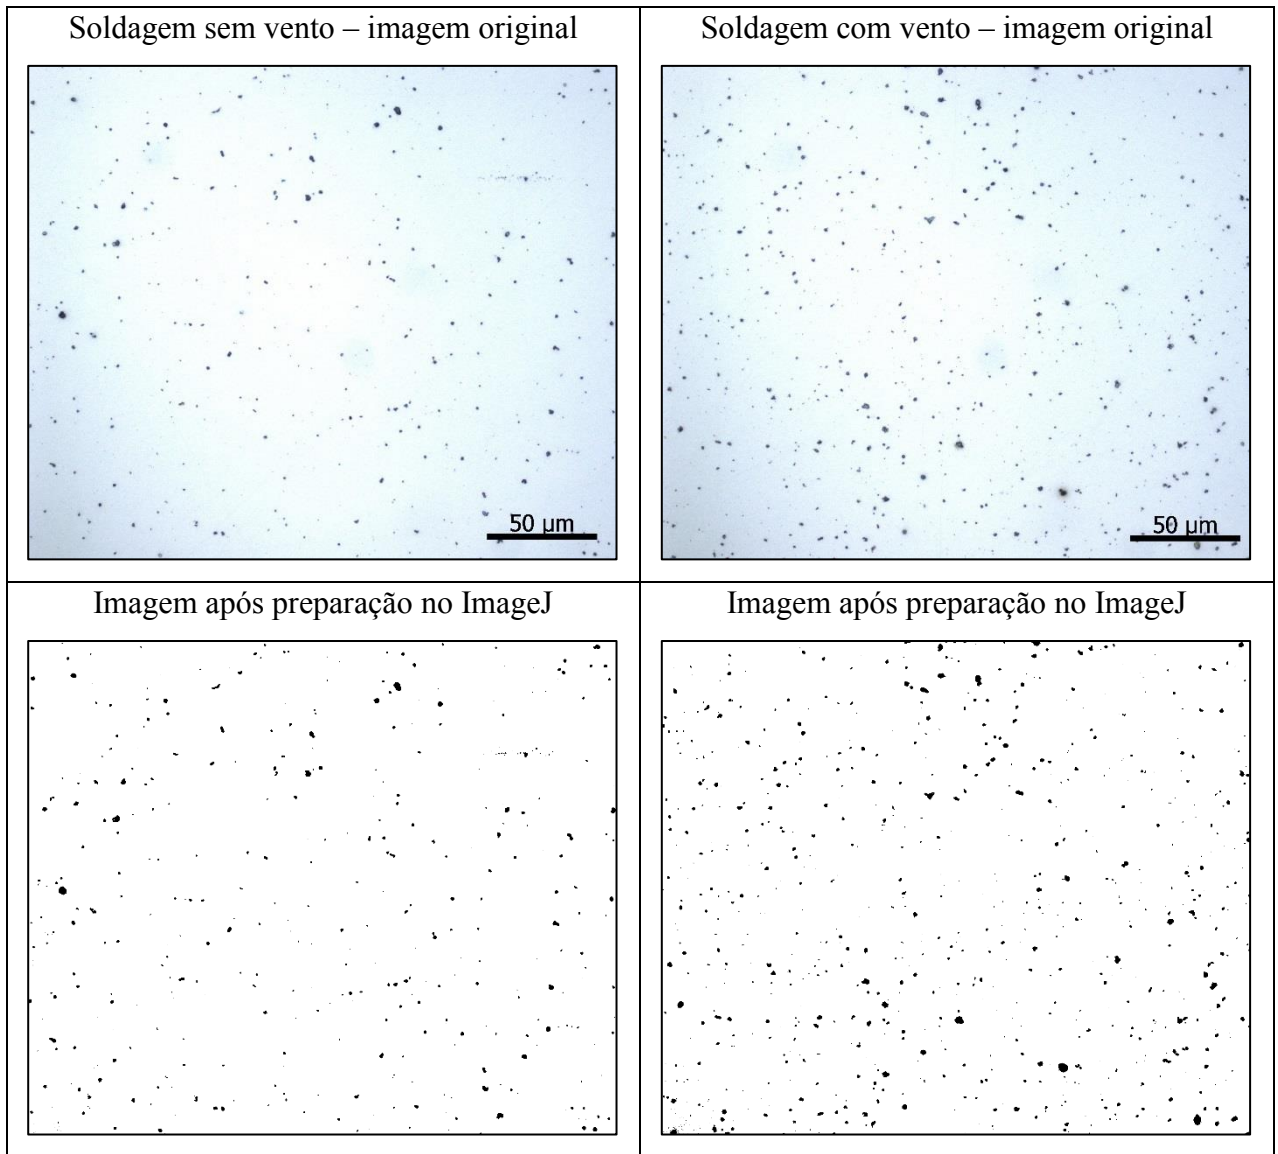 Soldagem sem vento – imagem original
Soldagem com vento – imagem original
50 µm
50 µm
Imagem após preparação no ImageJ
Imagem após preparação no ImageJ